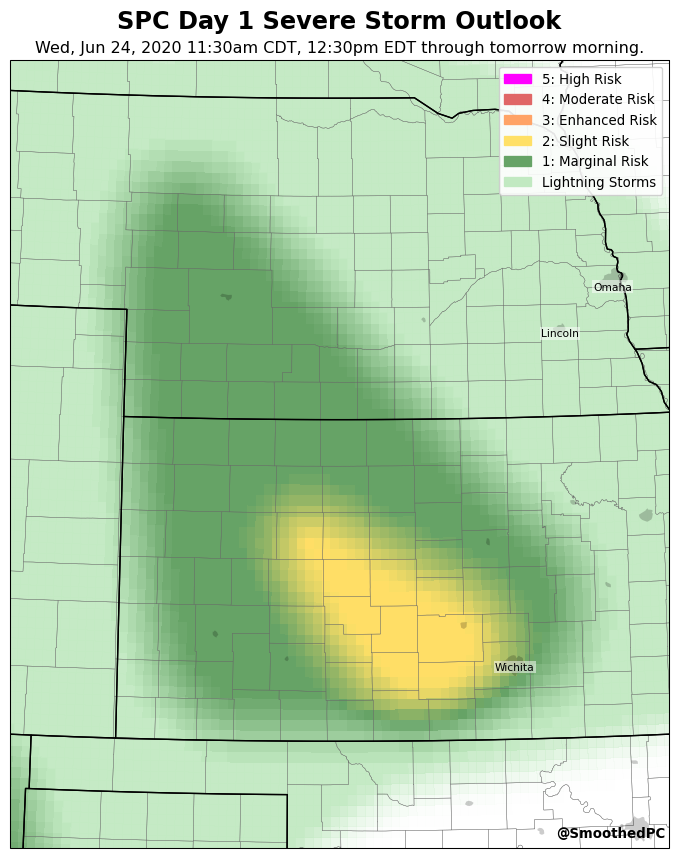 SPC Day 1 Severe Storm Outlook
Wed, Jun 24, 2020 11:30am CDT, 12:30pm EDT through tomorrow morning.
5: High Risk
4: Moderate Risk
3: Enhanced Risk
2: Slight Risk
1: Marginal Risk
Lightning Storms
Omaha
Lincoln
Wichita
@SmoothedPC